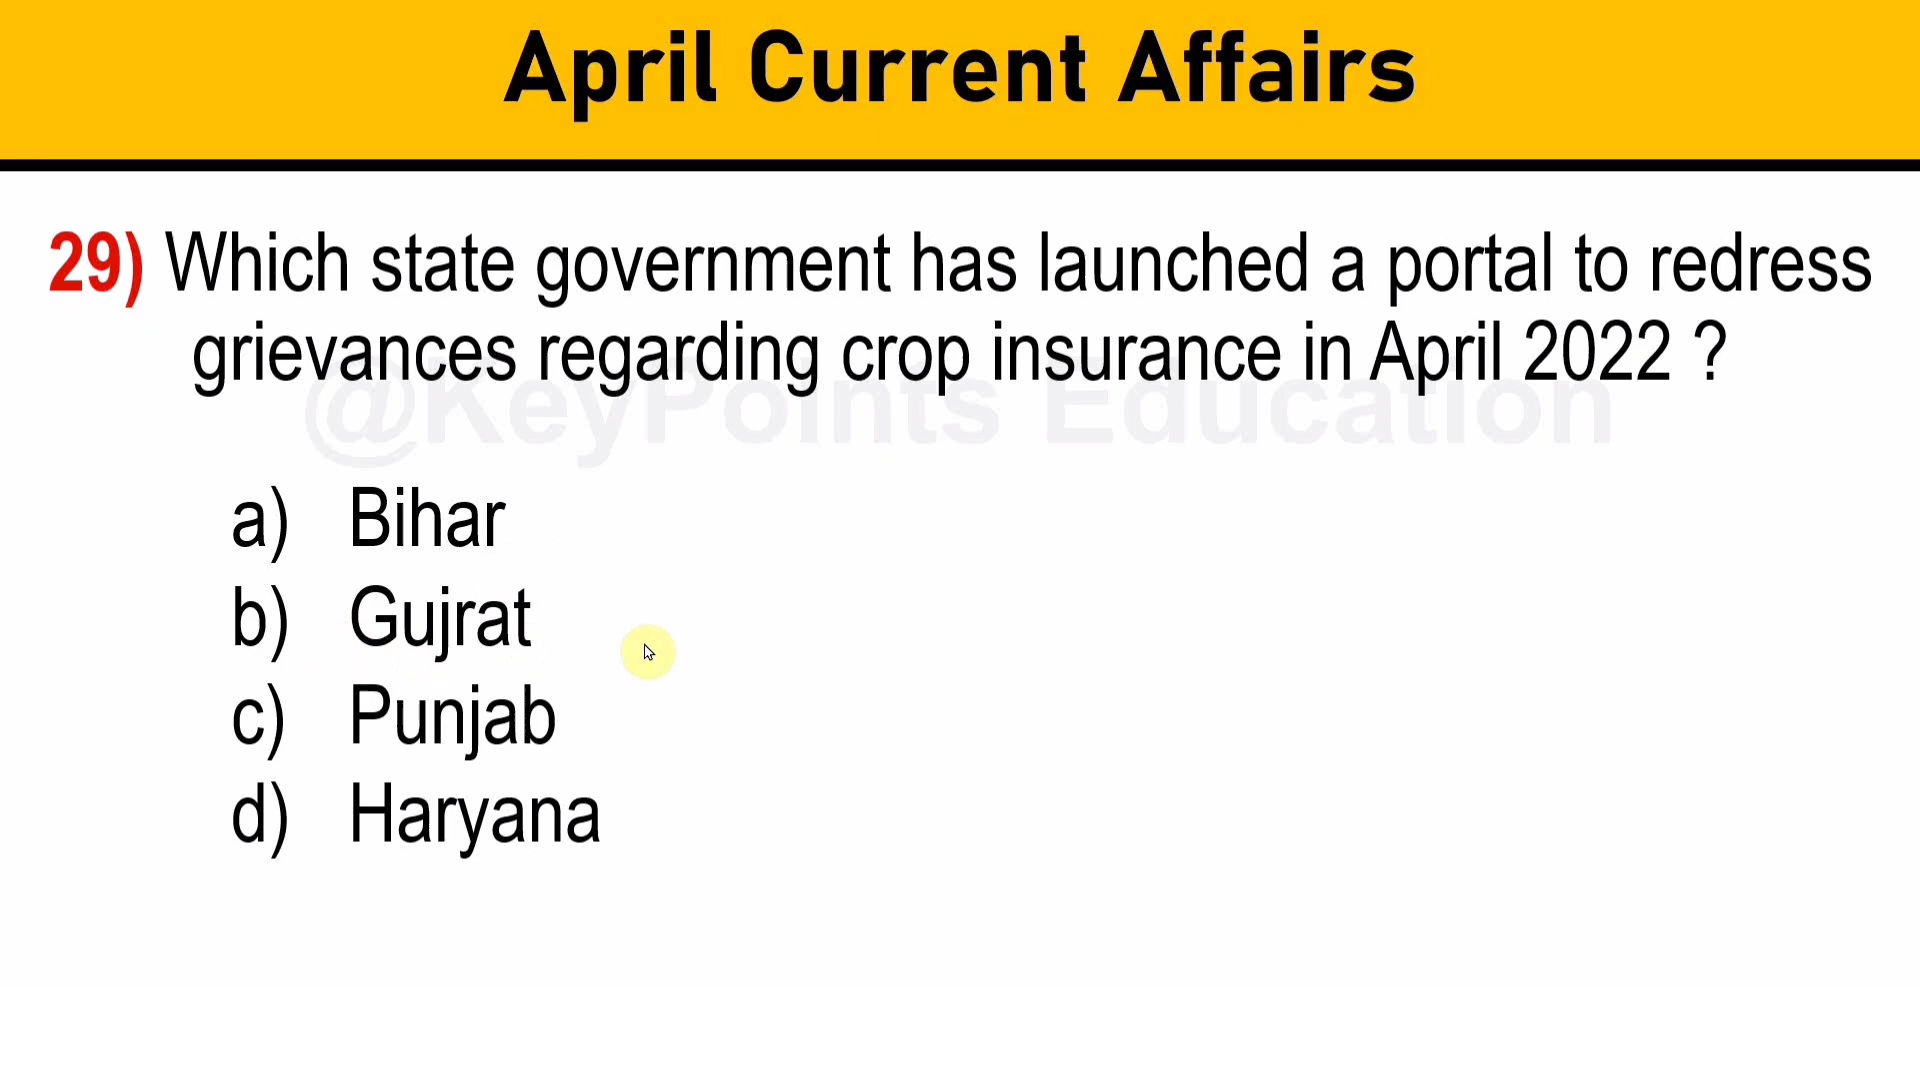 April Current Affairs
29) Which state government has launched a portal to redress
grievances regarding crop insurance in April 2022 ?
@KeyPoints Education
a) Bihar
b) Gujrat
c) Punjab
d) Haryana